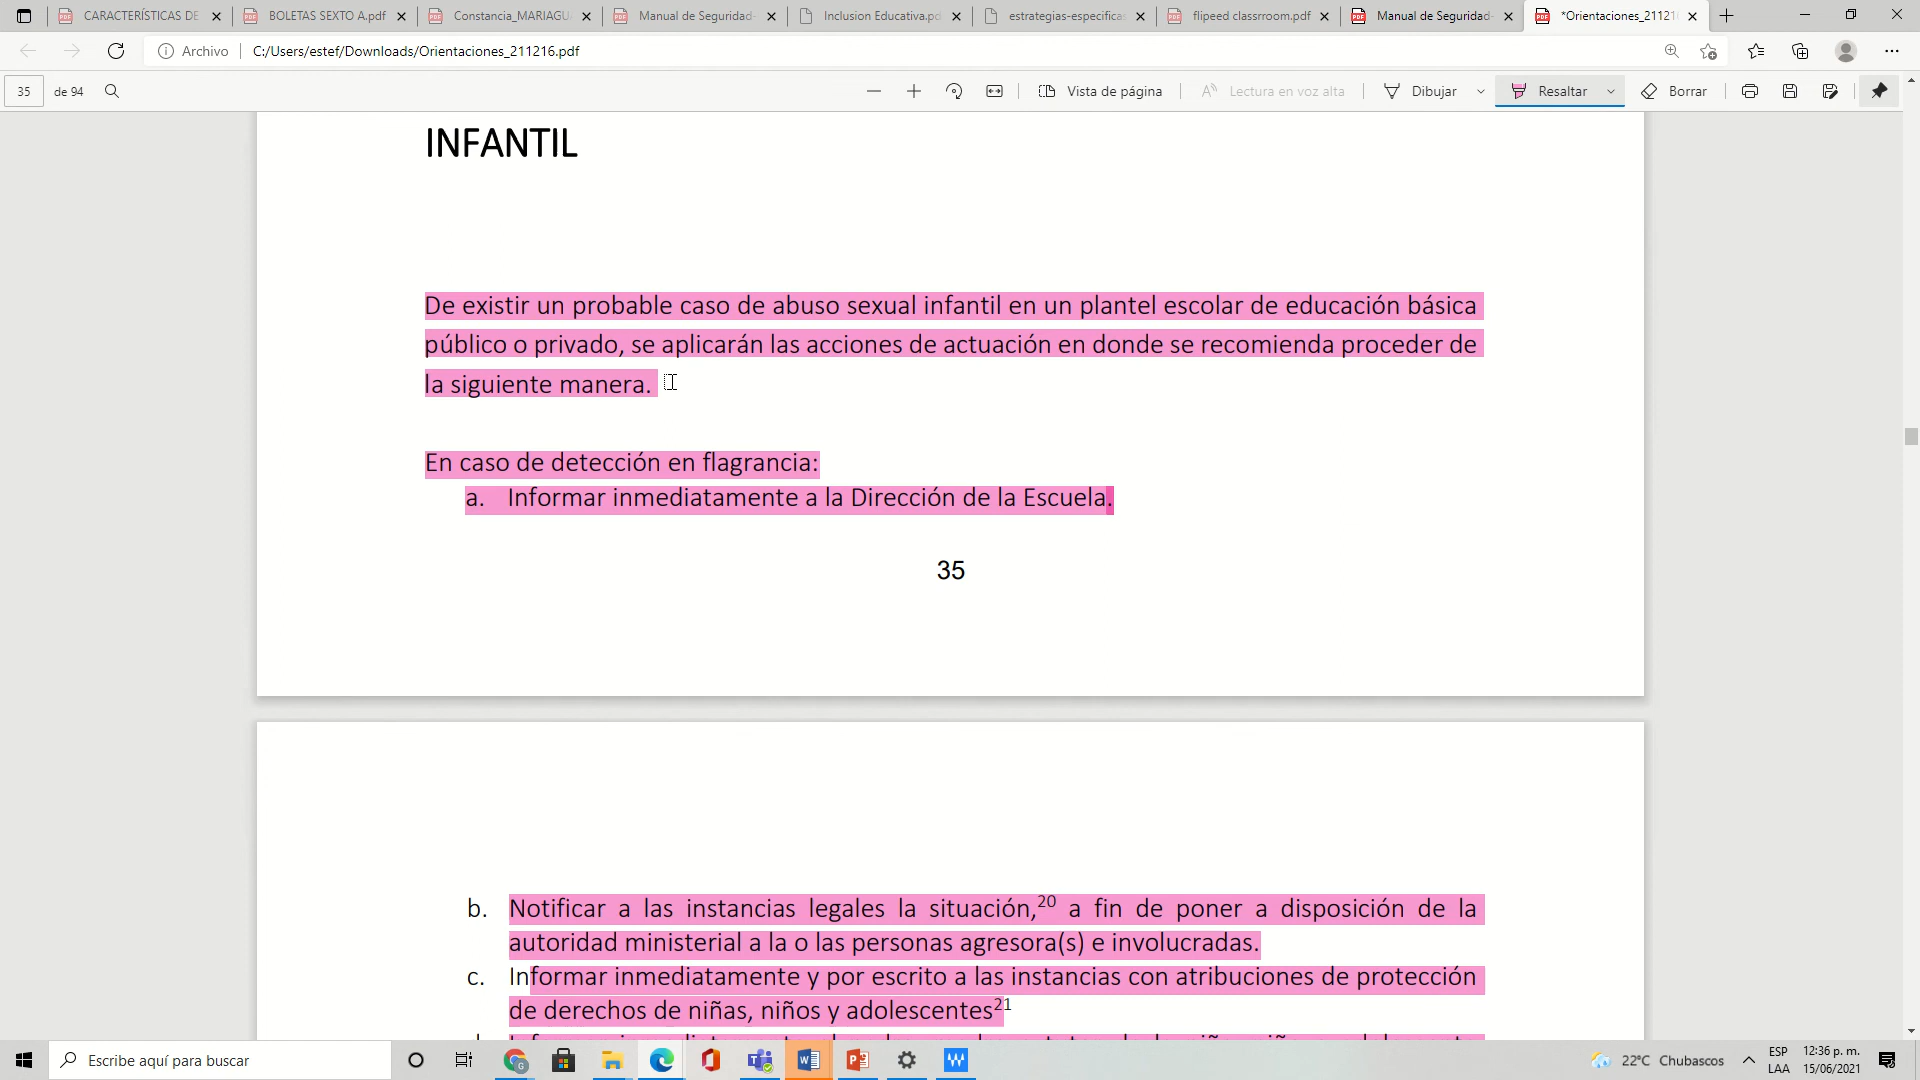 CARACTERÍSTICAS DE
BOLETAS SEXTO A.pdf
Constancia_MARIAGU
Manual de Seguridad-
Inclusion Educativa.pd
estrategias-especificas
flipeed classrroom.pdf
Manual de Seguridad-
*Orientaciones_21121
Archivo
C:/Users/estef/Downloads/Orientaciones_211216.pdf
35
de 94
Vista de página
Lectura en voz alta
Dibujar
Resaltar
Borrar
INFANTIL
De existir un probable caso de abuso sexual infantil en un plantel escolar de educación básica
público o privado, se aplicarán las acciones de actuación en donde se recomienda proceder de
la siguiente manera.
En caso de detección en flagrancia:
a. Informar inmediatamente a la Dirección de la Escuela.
35
b. Notificar a las instancias legales la situación,20 a fin de poner a disposición de la
autoridad ministerial a la o las personas agresora(s) e involucradas.
c. Informar inmediatamente y por escrito a las instancias con atribuciones de protección
de derechos de niñas, niños y adolescentes21
Escribe aquí para buscar
22°C Chubascos
ESP
LAA
12:36 p. m.
15/06/2021